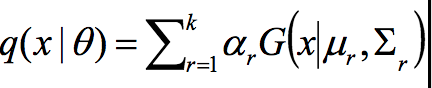 q(x | θ) = ∑_{r=1}^{k} α_r G(x|μ_r, Σ_r)